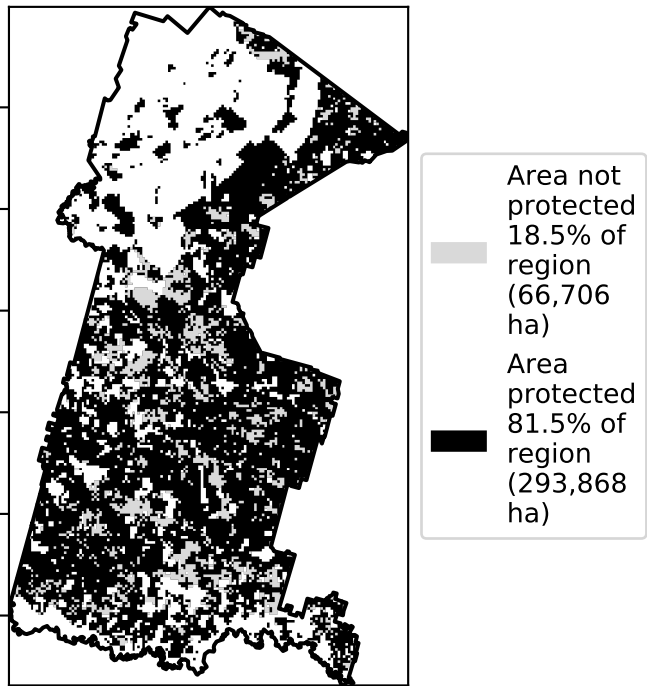 Area not
protected
18.5% of
region
(66,706
ha)
Area
protected
81.5% of
region
(293,868
ha)